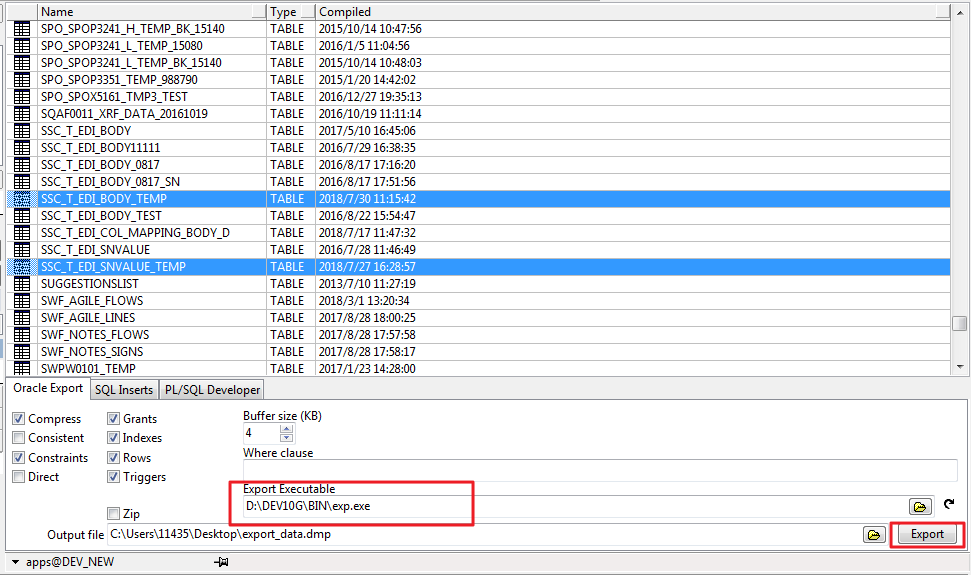 Name Type Compiled
SPO_SPOP3241_H_TEMP_BK_15140 TABLE 2015/10/14 10:47:56
SPO_SPOP3241_L_TEMP_15080 TABLE 2016/1/5 11:04:56
SPO_SPOP3241_L_TEMP_BK_15140 TABLE 2015/10/14 10:48:03
SPO_SPOP3351_TEMP_988790 TABLE 2015/1/20 14:42:02
SPO_SPOX5161_TMP3_TEST TABLE 2016/12/27 19:35:13
SQAF0011_XRF_DATA_20161019 TABLE 2016/10/19 11:11:14
SSC_T_EDI_BODY TABLE 2017/5/10 16:45:06
SSC_T_EDI_BODY11111 TABLE 2016/7/29 16:38:35
SSC_T_EDI_BODY_0817 TABLE 2016/8/17 17:16:20
SSC_T_EDI_BODY_0817_SN TABLE 2016/8/17 17:51:56
SSC_T_EDI_BODY_TEMP TABLE 2018/7/30 11:15:42
SSC_T_EDI_BODY_TEST TABLE 2016/8/22 15:54:47
SSC_T_EDI_COL_MAPPING_BODY_D TABLE 2018/7/17 11:47:32
SSC_T_EDI_SNVALUE TABLE 2016/7/28 11:46:49
SSC_T_EDI_SNVALUE_TEMP TABLE 2018/7/27 16:28:57
SUGGESTIONSLIST TABLE 2013/7/10 11:27:19
SWF_AGILE_FLOWS TABLE 2018/3/1 13:20:34
SWF_AGILE_LINES TABLE 2017/8/28 18:00:25
SWF_NOTES_FLOWS TABLE 2017/8/28 17:57:58
SWF_NOTES_SIGNS TABLE 2017/8/28 17:58:17
SWPW0101_TEMP TABLE 2017/1/23 14:28:00
Oracle Export SQL Inserts PL/SQL Developer
Compress Grants Buffer size (KB)
Consistent Indexes 4
Constraints Rows Where clause
Direct Triggers
Export Executable
D:\DEV10G\BIN\exp.exe
Zip
Output file C:\Users\11435\Desktop\export_data.dmp Export
apps@DEV_NEW